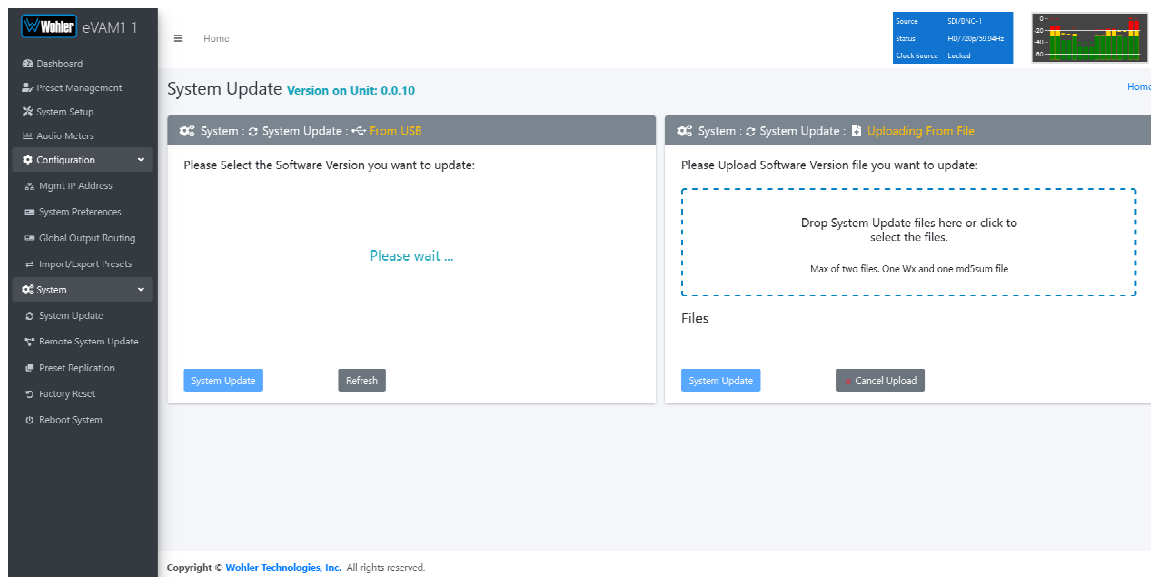 Wohler eVAM1 1
Dashboard
Preset Management
System Setup
Audio Meters
Configuration
Mgmt IP Address
System Preferences
Global Output Routing
Import/Export Presets
System
System Update
Remote System Update
Preset Replication
Factory Reset
Reboot System
Home
Source SDI/BNC-1
Status HD/720p/59.94Hz
Clock Source Locked
0-
-20-
-40-
60-
System Update Version on Unit: 0.0.10
Home
System : System Update : From USB
Please Select the Software Version you want to update:
Please wait ...
System Update
Refresh
System : System Update : Uploading From File
Please Upload Software Version file you want to update:
Drop System Update files here or click to
select the files.
Max of two files. One Wx and one md5sum file
Files
System Update
Cancel Upload
Copyright © Wohler Technologies, Inc. All rights reserved.